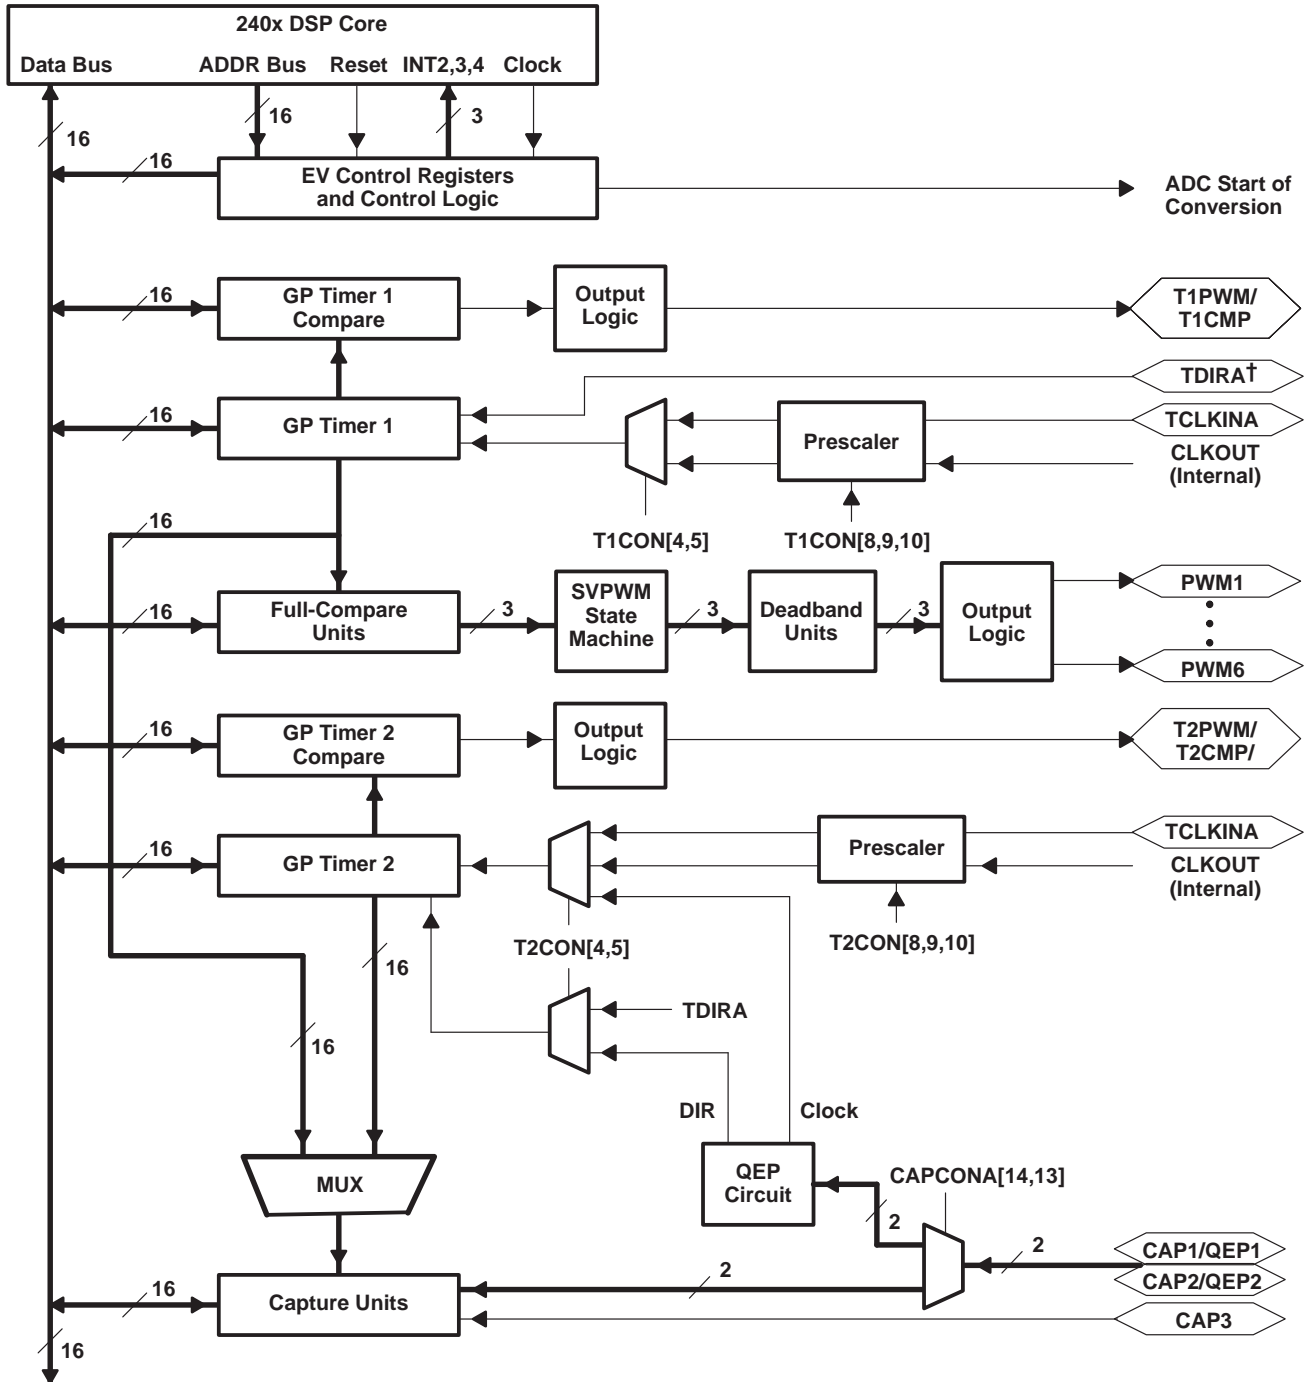 240x DSP Core
Data Bus ADDR Bus Reset INT2,3,4 Clock
16 16 3
16
EV Control Registers
and Control Logic
ADC Start of
Conversion
16
GP Timer 1
Compare
Output
Logic
T1PWM/
T1CMP
TDIRA†
16
GP Timer 1
Prescaler
TCLKINA
CLKOUT
(Internal)
16
T1CON[4,5] T1CON[8,9,10]
16
Full-Compare
Units
3
SVPWM
State
Machine
3
Deadband
Units
3
Output
Logic
PWM1
PWM6
16
GP Timer 2
Compare
Output
Logic
T2PWM/
T2CMP/
16
GP Timer 2
Prescaler
TCLKINA
CLKOUT
(Internal)
T2CON[4,5] T2CON[8,9,10]
16
TDIRA
16
DIR Clock
MUX
QEP
Circuit
CAPCONA[14,13]
2
2
CAP1/QEP1
CAP2/QEP2
16
Capture Units
2
CAP3
16